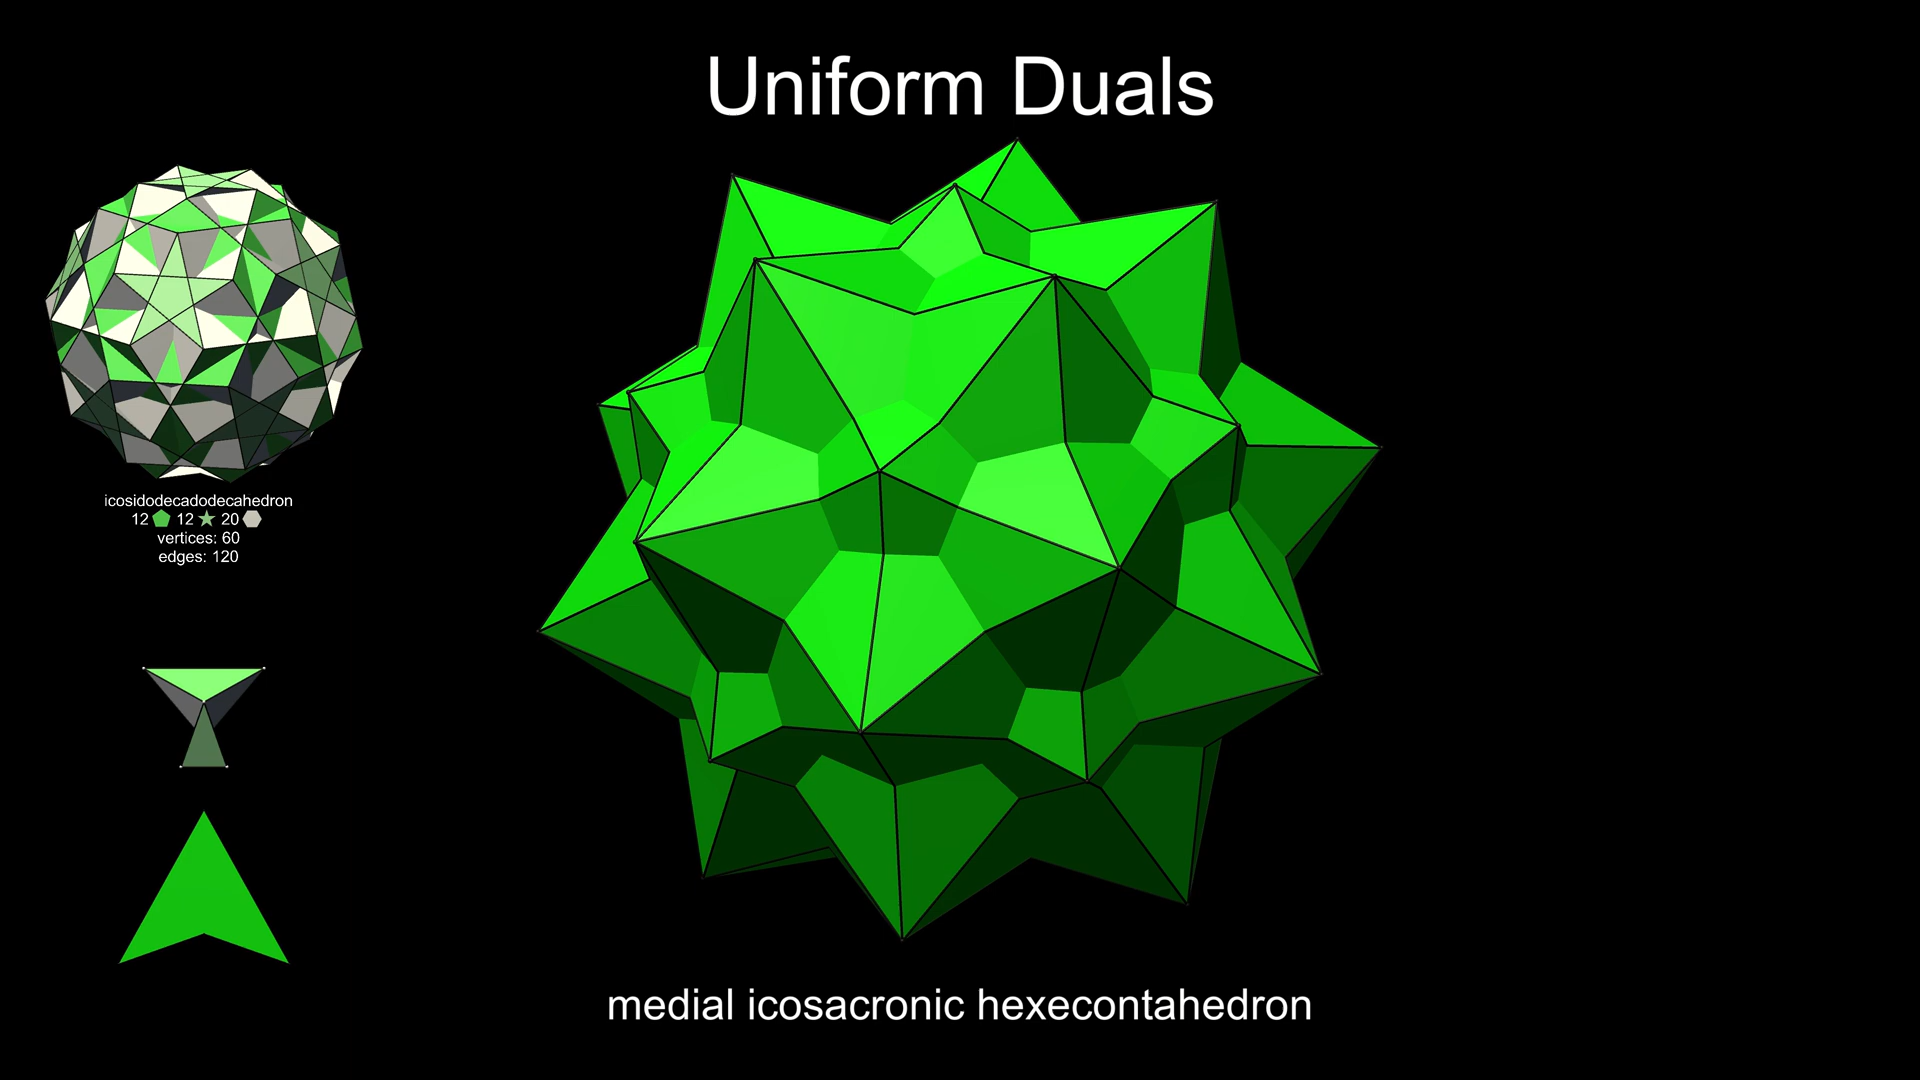 Uniform Duals
icosidodecadodecahedron
12 12 20
vertices: 60
edges: 120
medial icosacronic hexecontahedron